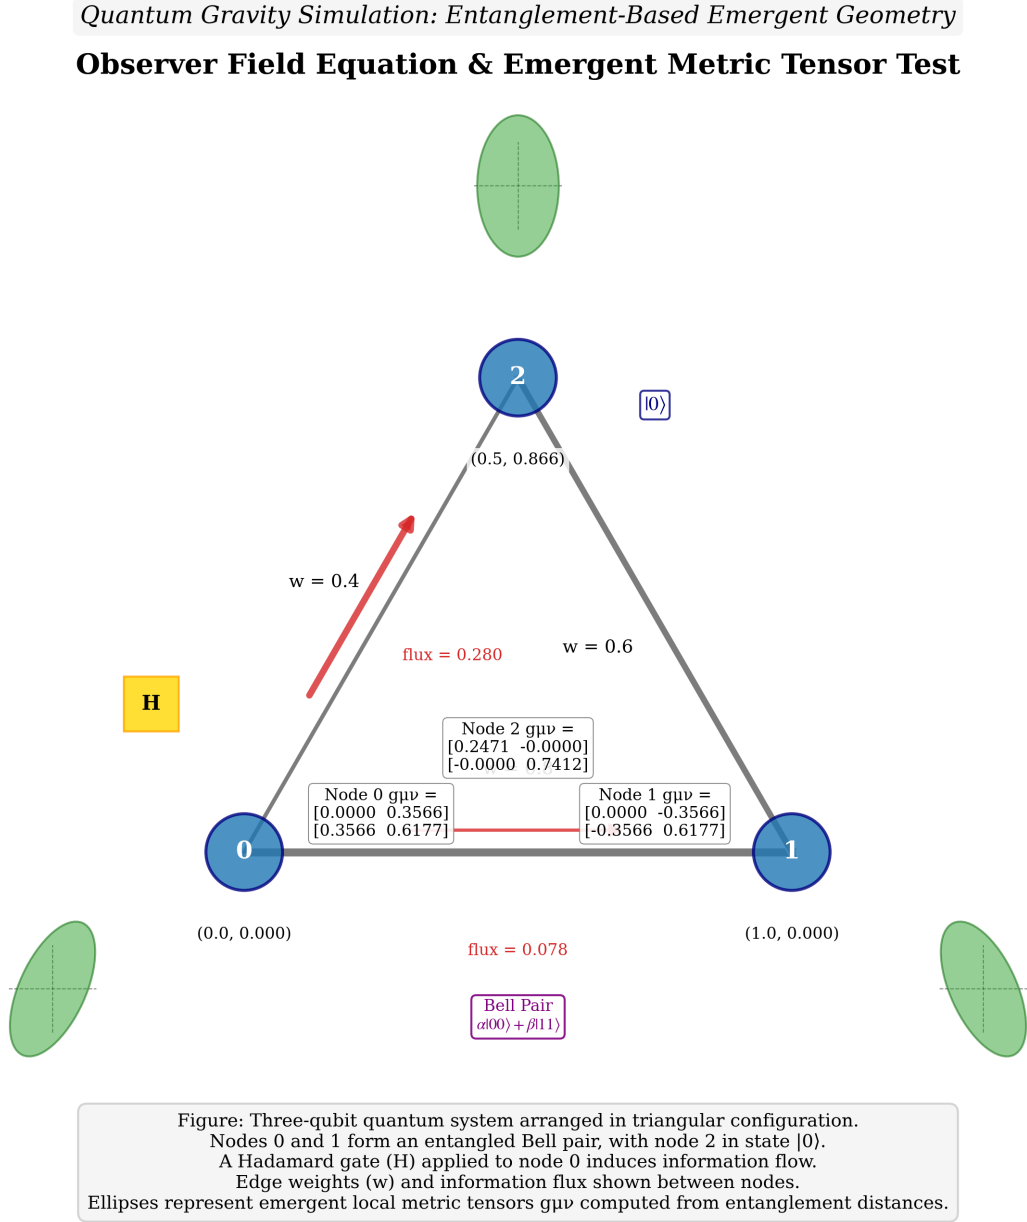 Quantum Gravity Simulation: Entanglement-Based Emergent Geometry
Observer Field Equation & Emergent Metric Tensor Test
2
|0⟩
(0.5, 0.866)
w = 0.4
w = 0.6
flux = 0.280
H
Node 2 gμν =
[0.2471  -0.0000]
[-0.0000  0.7412]
Node 0 gμν =
[0.0000  0.3566]
[0.3566  0.6177]
Node 1 gμν =
[0.0000  -0.3566]
[-0.3566  0.6177]
0
1
(0.0, 0.000)
(1.0, 0.000)
flux = 0.078
Bell Pair
α|00⟩ + β|11⟩
Figure: Three-qubit quantum system arranged in triangular configuration.
Nodes 0 and 1 form an entangled Bell pair, with node 2 in state |0⟩.
A Hadamard gate (H) applied to node 0 induces information flow.
Edge weights (w) and information flux shown between nodes.
Ellipses represent emergent local metric tensors gμν computed from entanglement distances.